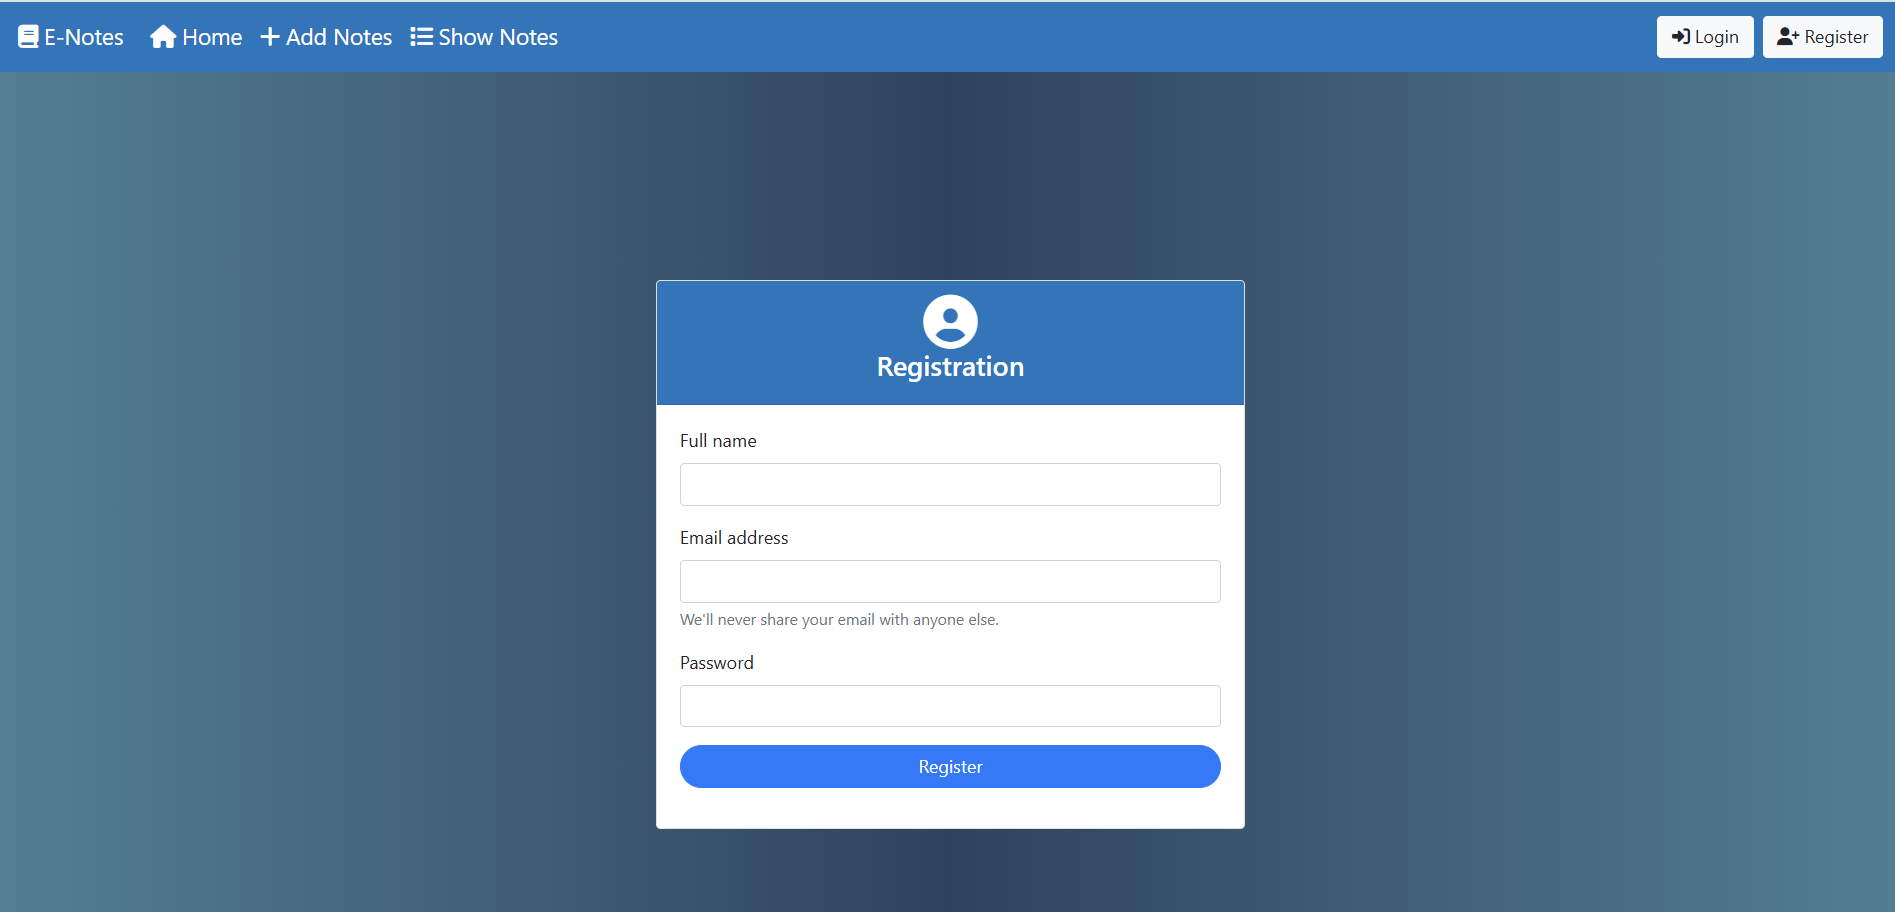 E-Notes Home Add Notes Show Notes Login Register
Registration
Full name
Email address
We'll never share your email with anyone else.
Password
Register